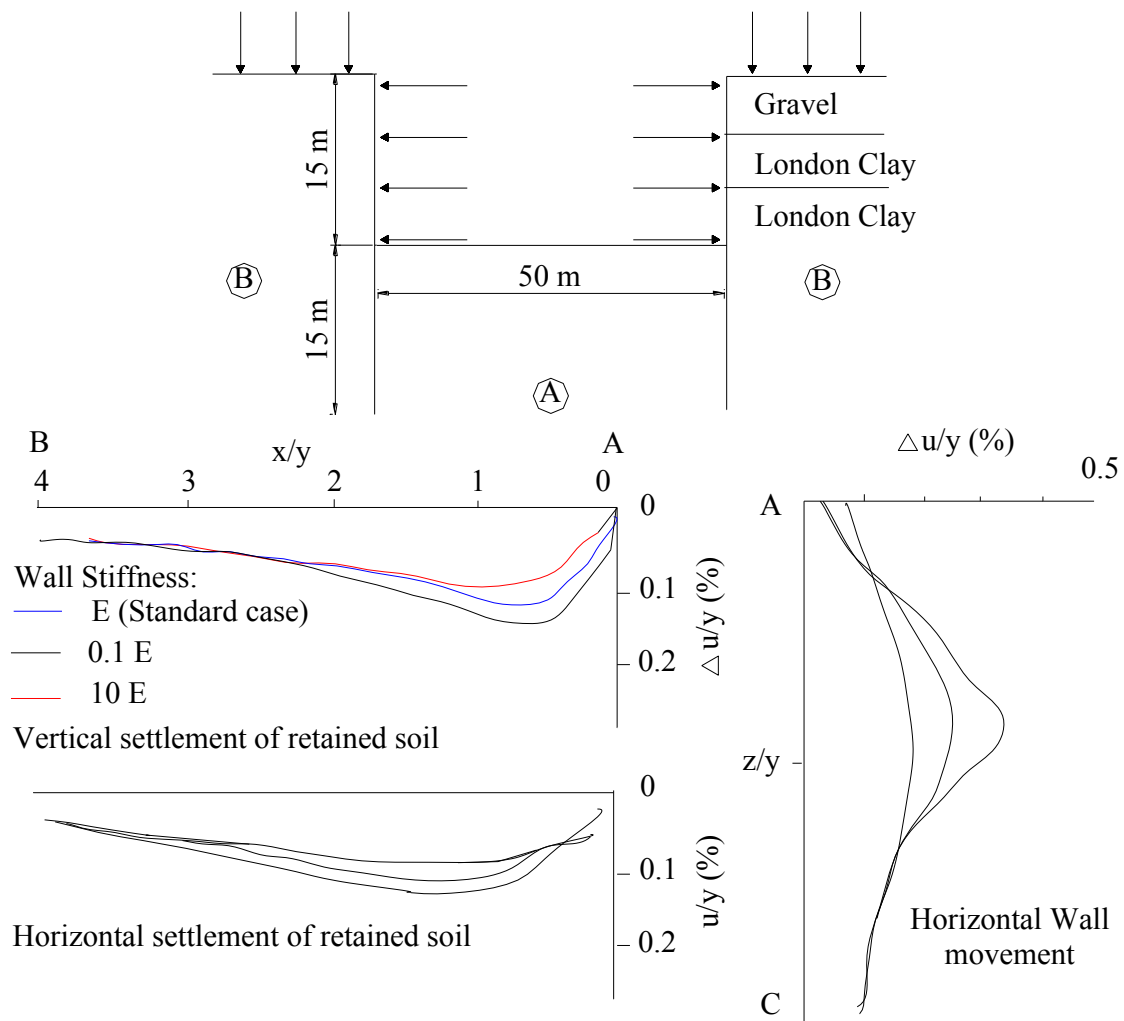 Gravel
London Clay
London Clay
15 m
15 m
50 m
B
B
A
B
x/y
A
4
3
2
1
0
0
0.1
0.2
△u/y (%)
Wall Stiffness:
E (Standard case)
0.1 E
10 E
Vertical settlement of retained soil
0
0.1
0.2
u/y (%)
Horizontal settlement of retained soil
△u/y (%)
0.5
A
z/y
C
Horizontal Wall
movement